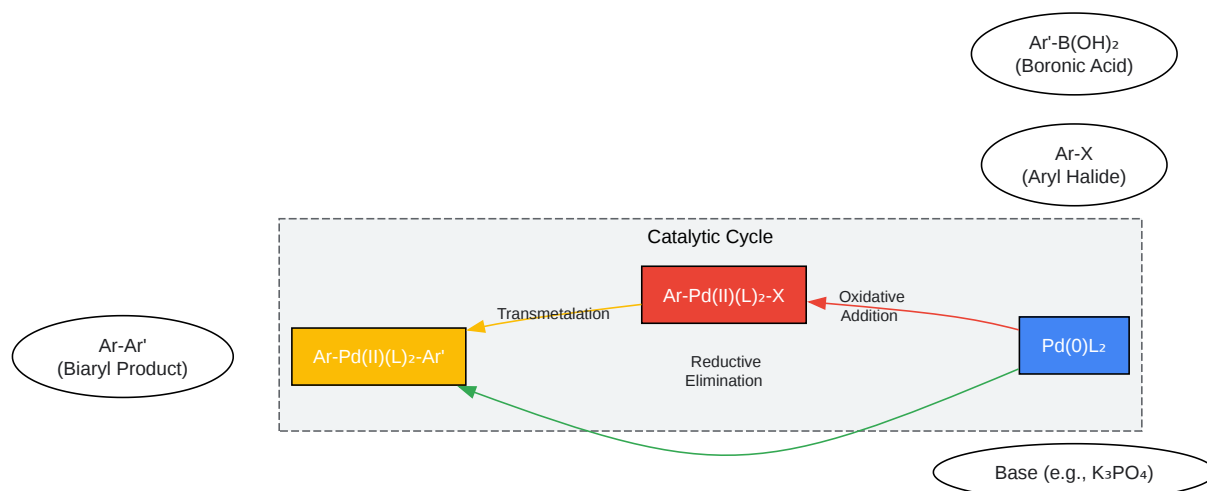 Ar'-B(OH)₂
(Boronic Acid)
Ar-X
(Aryl Halide)
Catalytic Cycle
Ar-Pd(II)(L)₂-X
Oxidative
Addition
Transmetalation
Pd(0)L₂
Ar-Ar'
(Biaryl Product)
Ar-Pd(II)(L)₂-Ar'
Reductive
Elimination
Base (e.g., K₃PO₄)